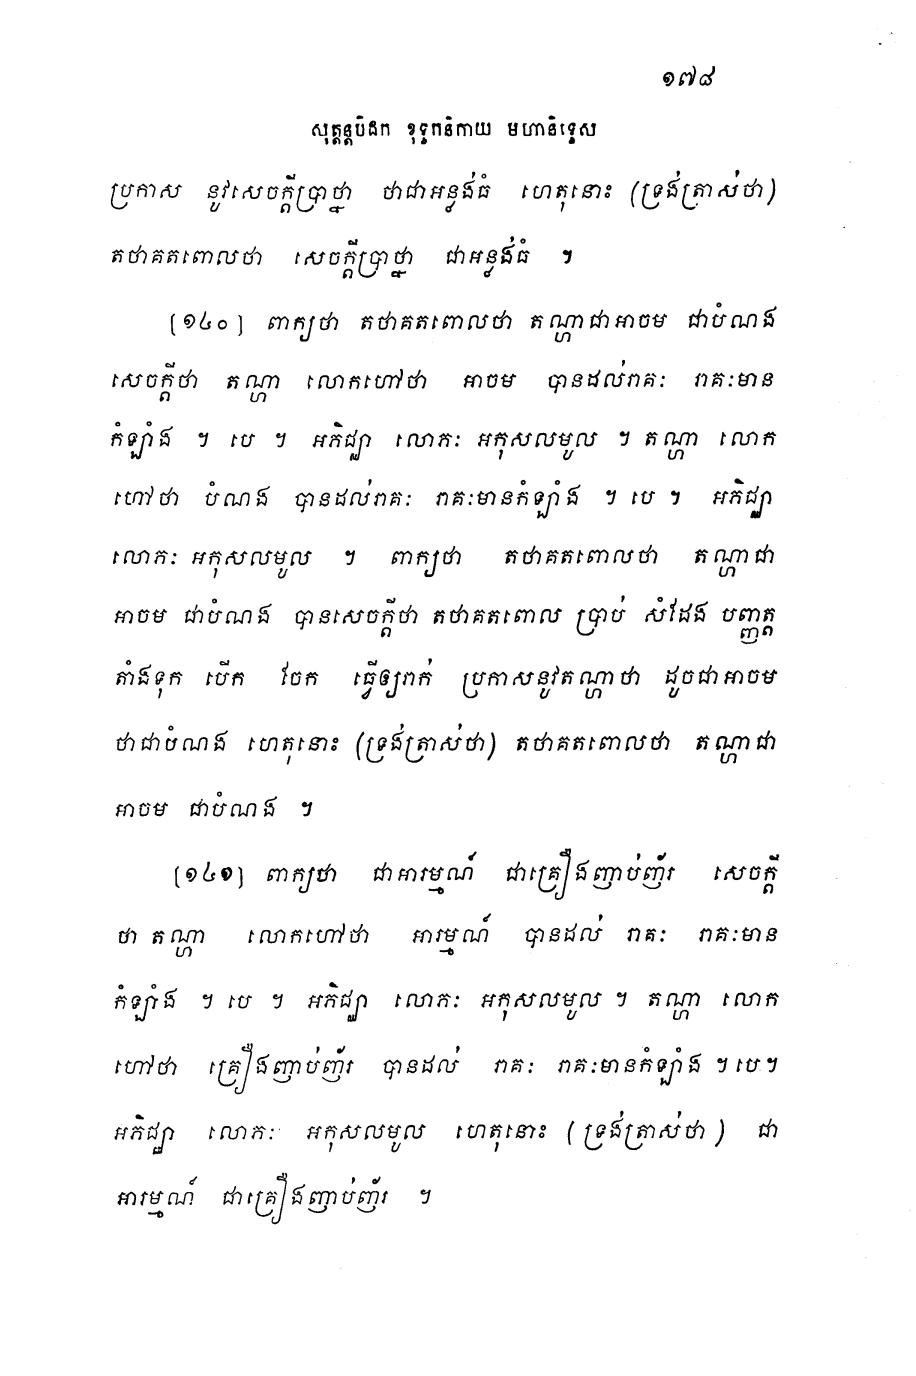 ១៧៨
សុត្តន្តបិដក ខុទ្ទកនិកាយ មហានិទ្ទេស
ប្រកាស នូវសេចក្តីប្រាថ្នា ថាជាអន្លង់ធំ ហេតុនោះ (ទ្រង់ត្រាស់ថា)
តថាគតពោលថា សេចក្តីប្រាថ្នា ជាអន្លង់ធំ ។
[១៤០] ពាក្យថា តថាគតពោលថា តណ្ហាជាអាចម ជាបំណង
សេចក្តីថា តណ្ហា លោកហៅថា អាចម បានដល់រាគៈ រាគៈមាន
កំឡាំង ។ បេ ។ អភិជ្ឈា លោភៈ អកុសលមូល ។ តណ្ហា លោក
ហៅថា បំណង បានដល់រាគៈ រាគៈមានកំឡាំង ។ បេ ។ អភិជ្ឈា
លោភៈ អកុសលមូល ។ ពាក្យថា តថាគតពោលថា តណ្ហាជា
អាចម ជាបំណង បានសេចក្តីថា តថាគតពោល ប្រាប់ សំដែង បញ្ញត្ត
តាំងទុក បើក ចែក ធ្វើឲ្យរាក់ ប្រកាសនូវតណ្ហាថា ដូចជាអាចម
ថាជាបំណង ហេតុនោះ (ទ្រង់ត្រាស់ថា) តថាគតពោលថា តណ្ហាជា
អាចម ជាបំណង ។
[១៤១] ពាក្យថា ជាអារម្មណ៍ ជាគ្រឿងញាប់ញ័រ សេចក្តី
ថា តណ្ហា លោកហៅថា អារម្មណ៍ បានដល់ រាគៈ រាគៈមាន
កំឡាំង ។ បេ ។ អភិជ្ឈា លោភៈ អកុសលមូល ។ តណ្ហា លោក
ហៅថា គ្រឿងញាប់ញ័រ បានដល់ រាគៈ រាគៈមានកំឡាំង ។ បេ។
អភិជ្ឈា លោភៈ អកុសលមូល ហេតុនោះ (ទ្រង់ត្រាស់ថា) ជា
អារម្មណ៍ ជាគ្រឿងញាប់ញ័រ ។